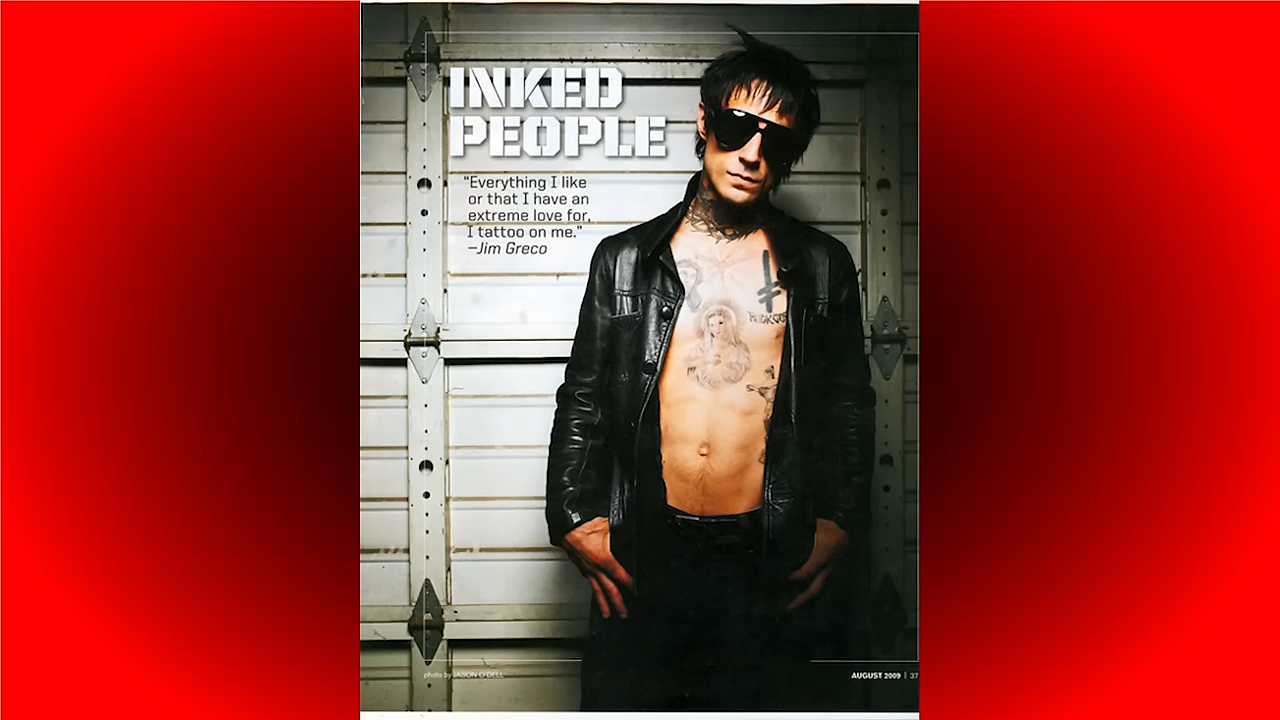 INKED
PEOPLE
"Everything I like
or that I have an
extreme love for,
I tattoo on me."
—Jim Greco
photo by JASON O'DELL
AUGUST 2009 | 37